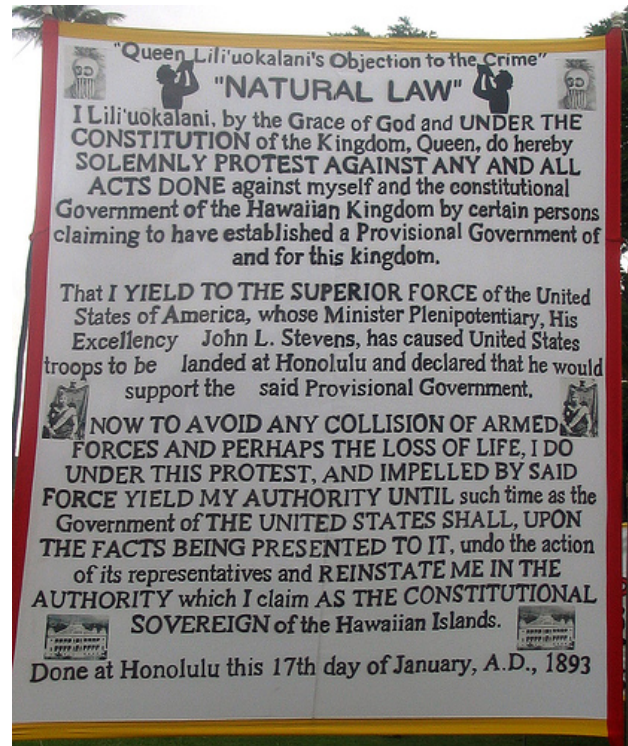 "Queen Lili'uokalani's Objection to the Crime"
"NATURAL LAW"
I Lili'uokalani, by the Grace of God and UNDER THE
CONSTITUTION of the Kingdom, Queen, do hereby
SOLEMNLY PROTEST AGAINST ANY AND ALL
ACTS DONE against myself and the constitutional
Government of the Hawaiian Kingdom by certain persons
claiming to have established a Provisional Government of
and for this kingdom.
That I YIELD TO THE SUPERIOR FORCE of the United
States of America, whose Minister Plenipotentiary, His
Excellency John L. Stevens, has caused United States
troops to be landed at Honolulu and declared that he would
support the said Provisional Government.
NOW TO AVOID ANY COLLISION OF ARMED
FORCES AND PERHAPS THE LOSS OF LIFE, I DO
UNDER THIS PROTEST, AND IMPELLED BY SAID
FORCE YIELD MY AUTHORITY UNTIL such time as the
Government of THE UNITED STATES SHALL, UPON
THE FACTS BEING PRESENTED TO IT, undo the action
of its representatives and REINSTATE ME IN THE
AUTHORITY which I claim AS THE CONSTITUTIONAL
SOVEREIGN of the Hawaiian Islands.
Done at Honolulu this 17th day of January, A.D., 1893